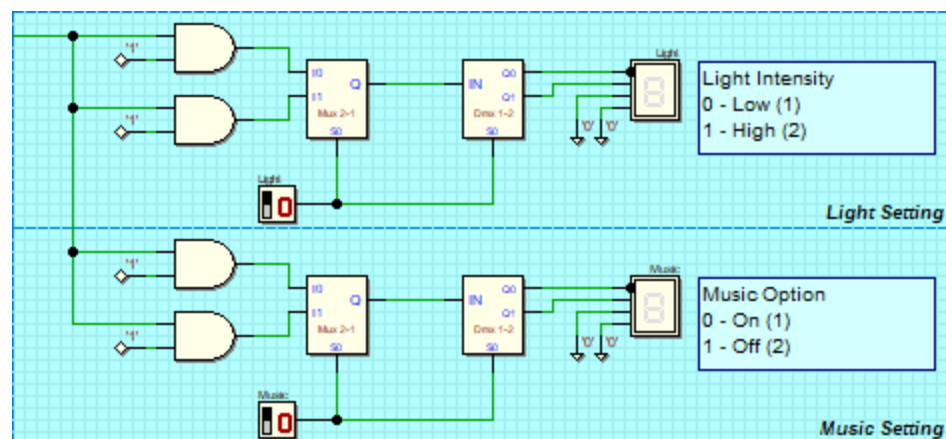 '1'
I0
I1
Q
Mux 2-1
S0
IN
Q0
Q1
Dmx 1-2
S0
Light
'0'
'0'
'1'
Light
0
Light Intensity
0 - Low (1)
1 - High (2)
Light Setting
'1'
I0
I1
Q
Mux 2-1
S0
IN
Q0
Q1
Dmx 1-2
S0
Music
'0'
'0'
'1'
Music
0
Music Option
0 - On (1)
1 - Off (2)
Music Setting